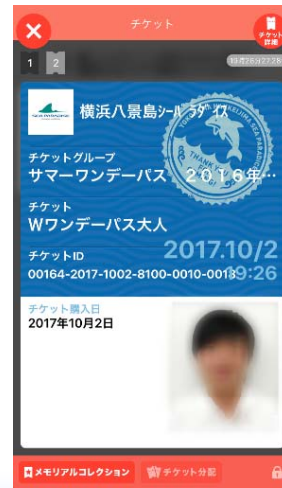 チケット
チケット
詳細
1 2
横浜八景島シーパラダイス
チケットグループ
サマーワンデーパス 2016年…
チケット
Wワンデーパス大人
チケットID
2017.10/2
00164-2017-1002-8100-0010-0013
9:26
チケット購入日
2017年10月2日
メモリアルコレクション
チケット分配